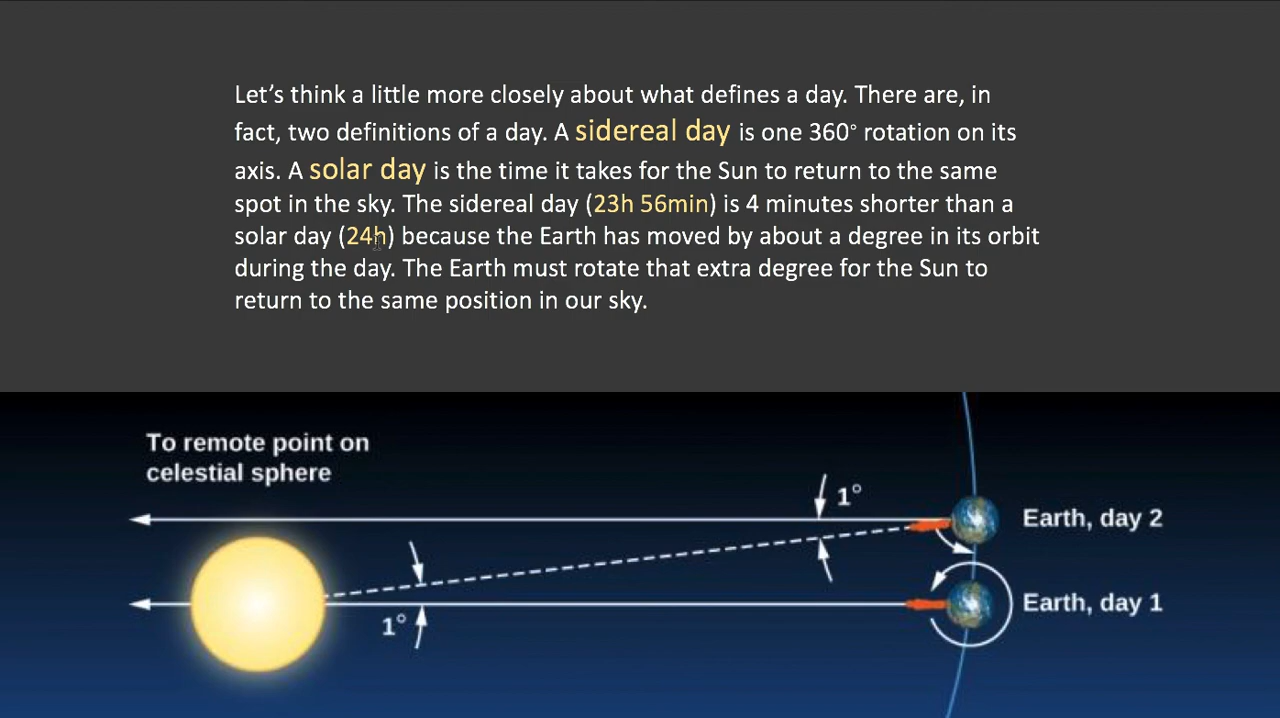 Let’s think a little more closely about what defines a day. There are, in
fact, two definitions of a day. A sidereal day is one 360° rotation on its
axis. A solar day is the time it takes for the Sun to return to the same
spot in the sky. The sidereal day (23h 56min) is 4 minutes shorter than a
solar day (24h) because the Earth has moved by about a degree in its orbit
during the day. The Earth must rotate that extra degree for the Sun to
return to the same position in our sky.
To remote point on
celestial sphere
1°
Earth, day 2
1°
Earth, day 1